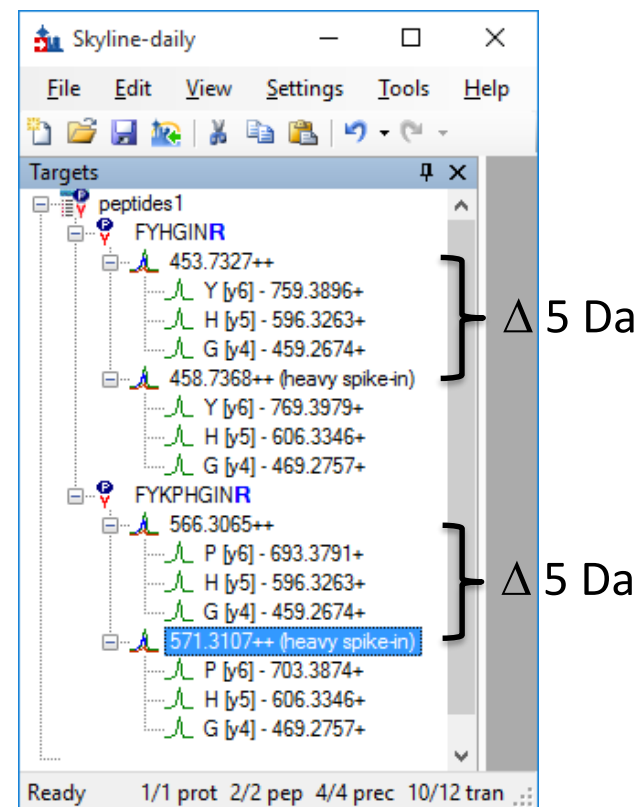 Skyline-daily
File Edit View Settings Tools Help
Targets
peptides1
FYHGINR
453.7327++
Y [y6] - 759.3896+
H [y5] - 596.3263+
G [y4] - 459.2674+
Δ 5 Da
458.7368++ (heavy spike-in)
Y [y6] - 769.3979+
H [y5] - 606.3346+
G [y4] - 469.2757+
FYKPHGINR
566.3065++
P [y6] - 693.3791+
H [y5] - 596.3263+
G [y4] - 459.2674+
Δ 5 Da
571.3107++ (heavy spike-in)
P [y6] - 703.3874+
H [y5] - 606.3346+
G [y4] - 469.2757+
Ready 1/1 prot 2/2 pep 4/4 prec 10/12 tran